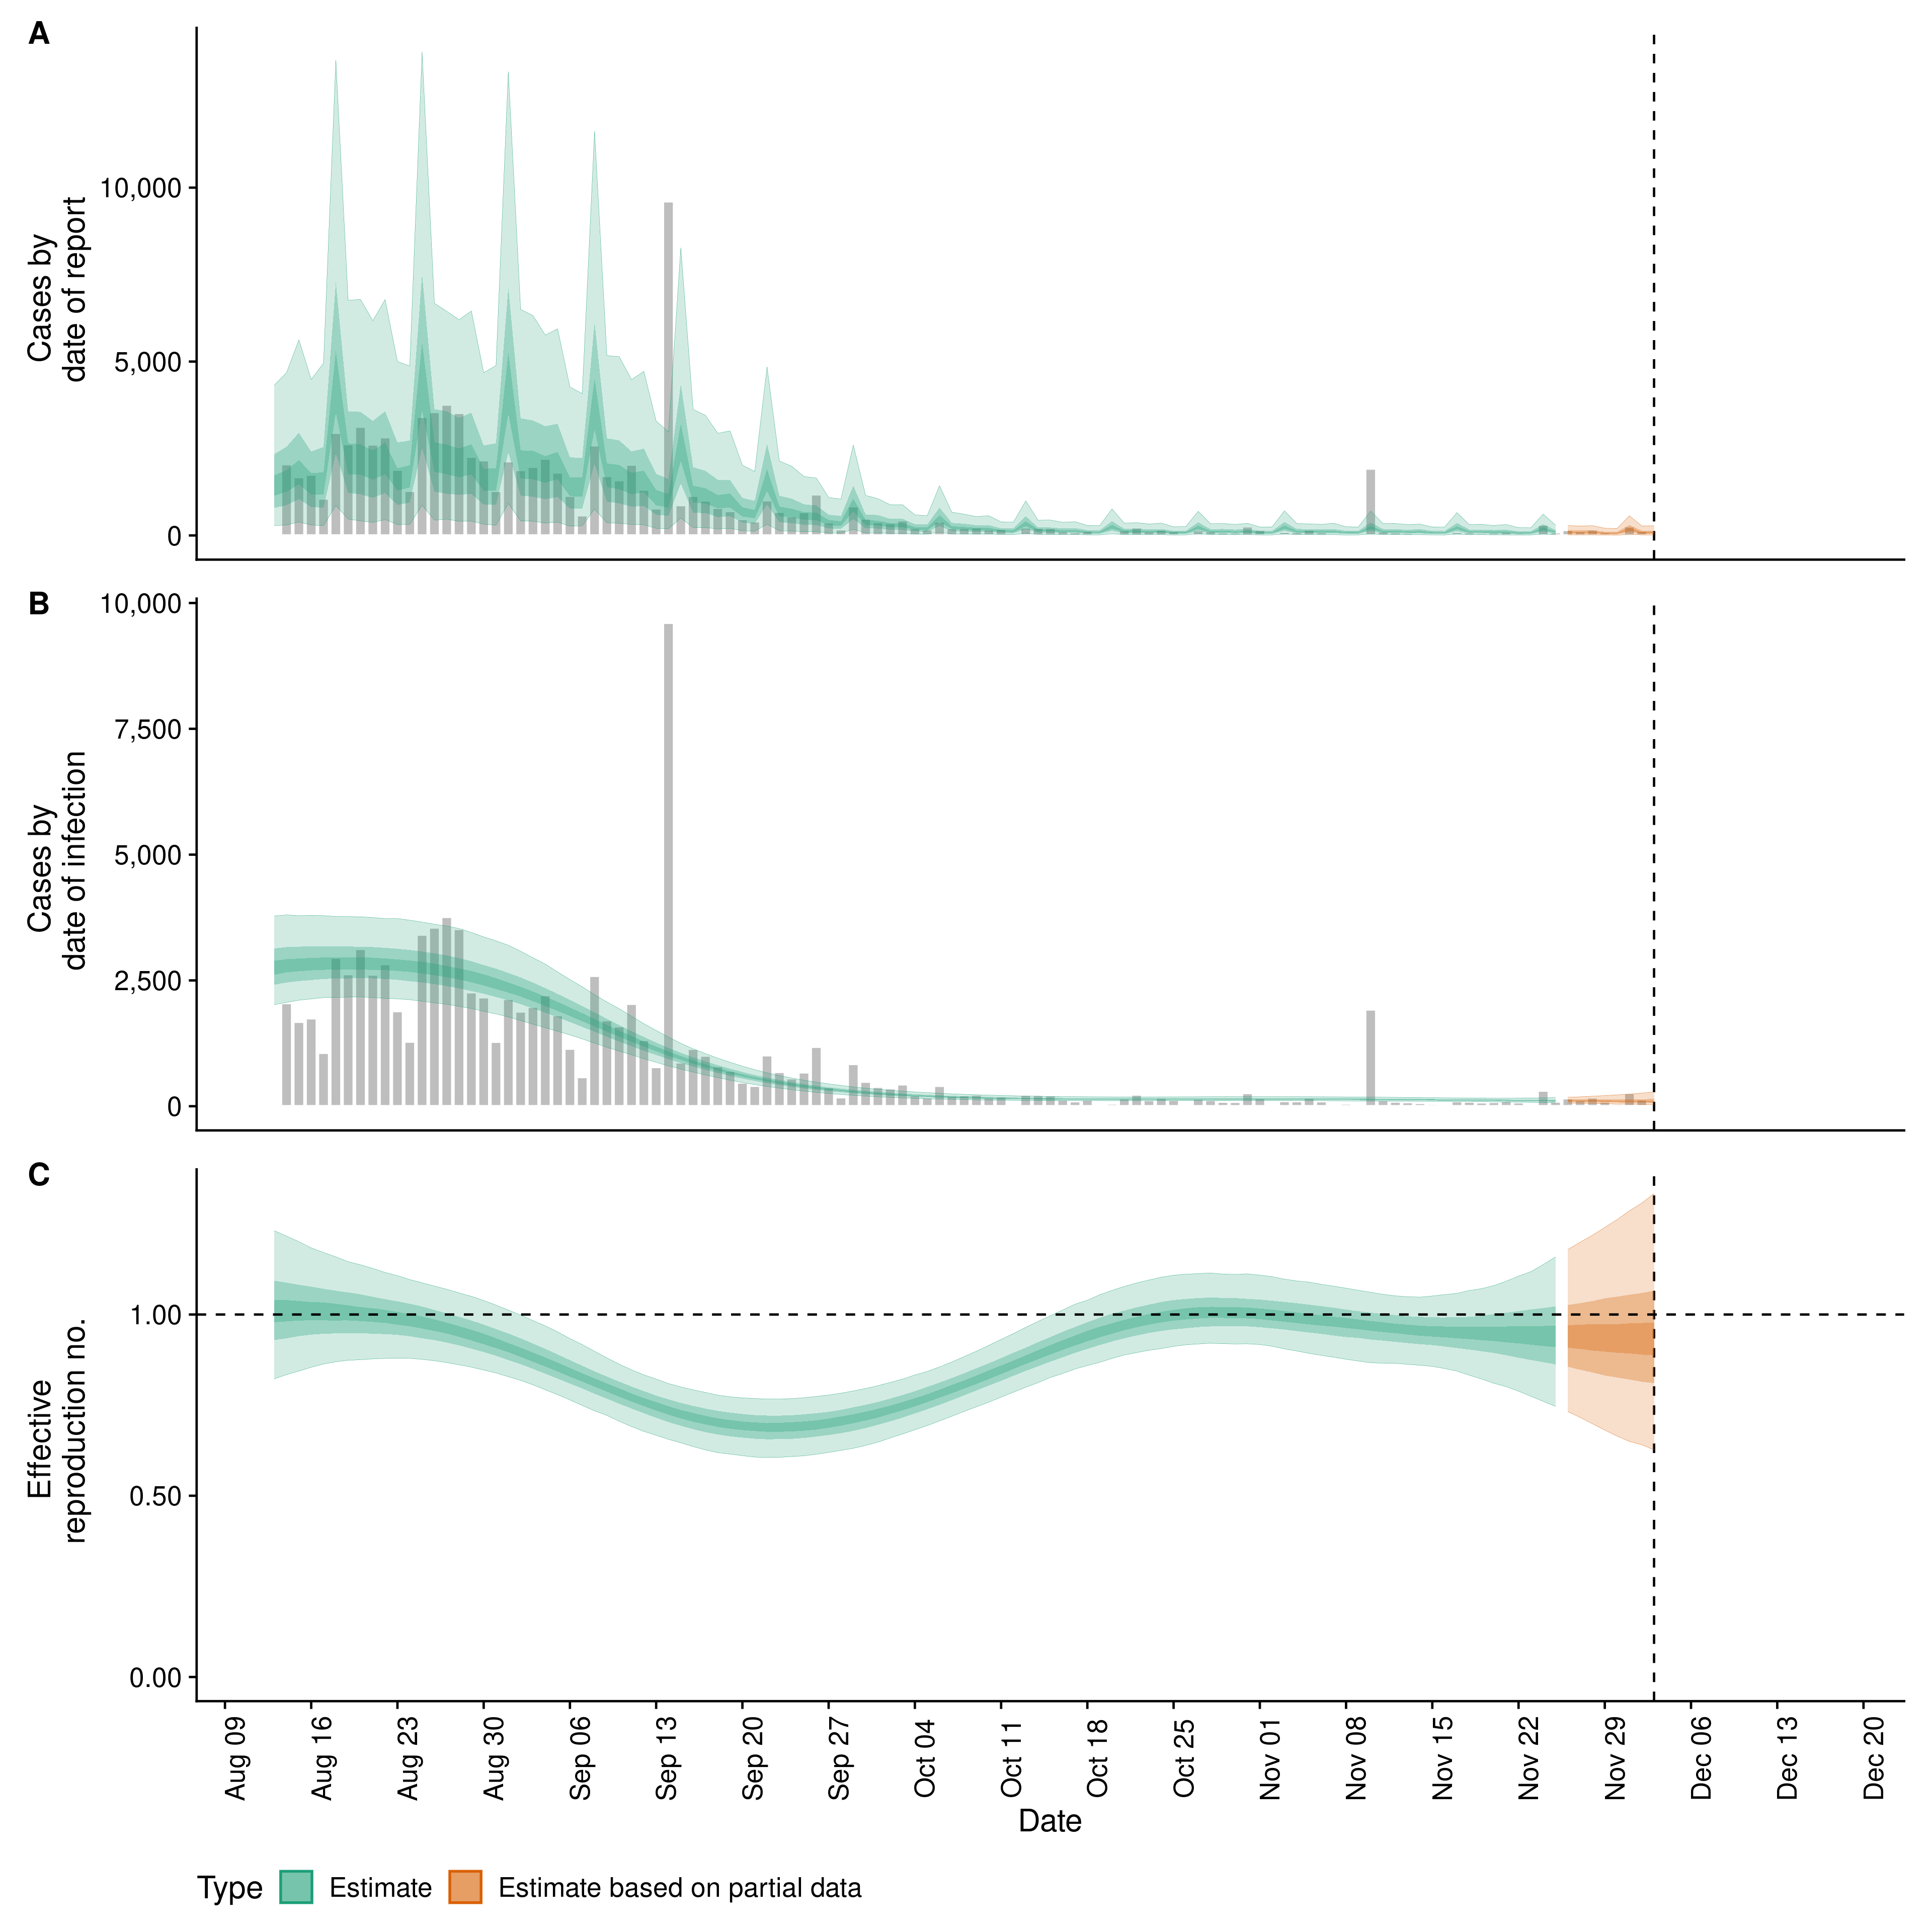 A
Cases by
date of report
10,000
5,000
0
B
Cases by
date of infection
10,000
7,500
5,000
2,500
0
C
Effective
reproduction no.
1.00
0.50
0.00
Aug 09
Aug 16
Aug 23
Aug 30
Sep 06
Sep 13
Sep 20
Sep 27
Oct 04
Oct 11
Oct 18
Oct 25
Nov 01
Nov 08
Nov 15
Nov 22
Nov 29
Dec 06
Dec 13
Dec 20
Date
Type Estimate Estimate based on partial data